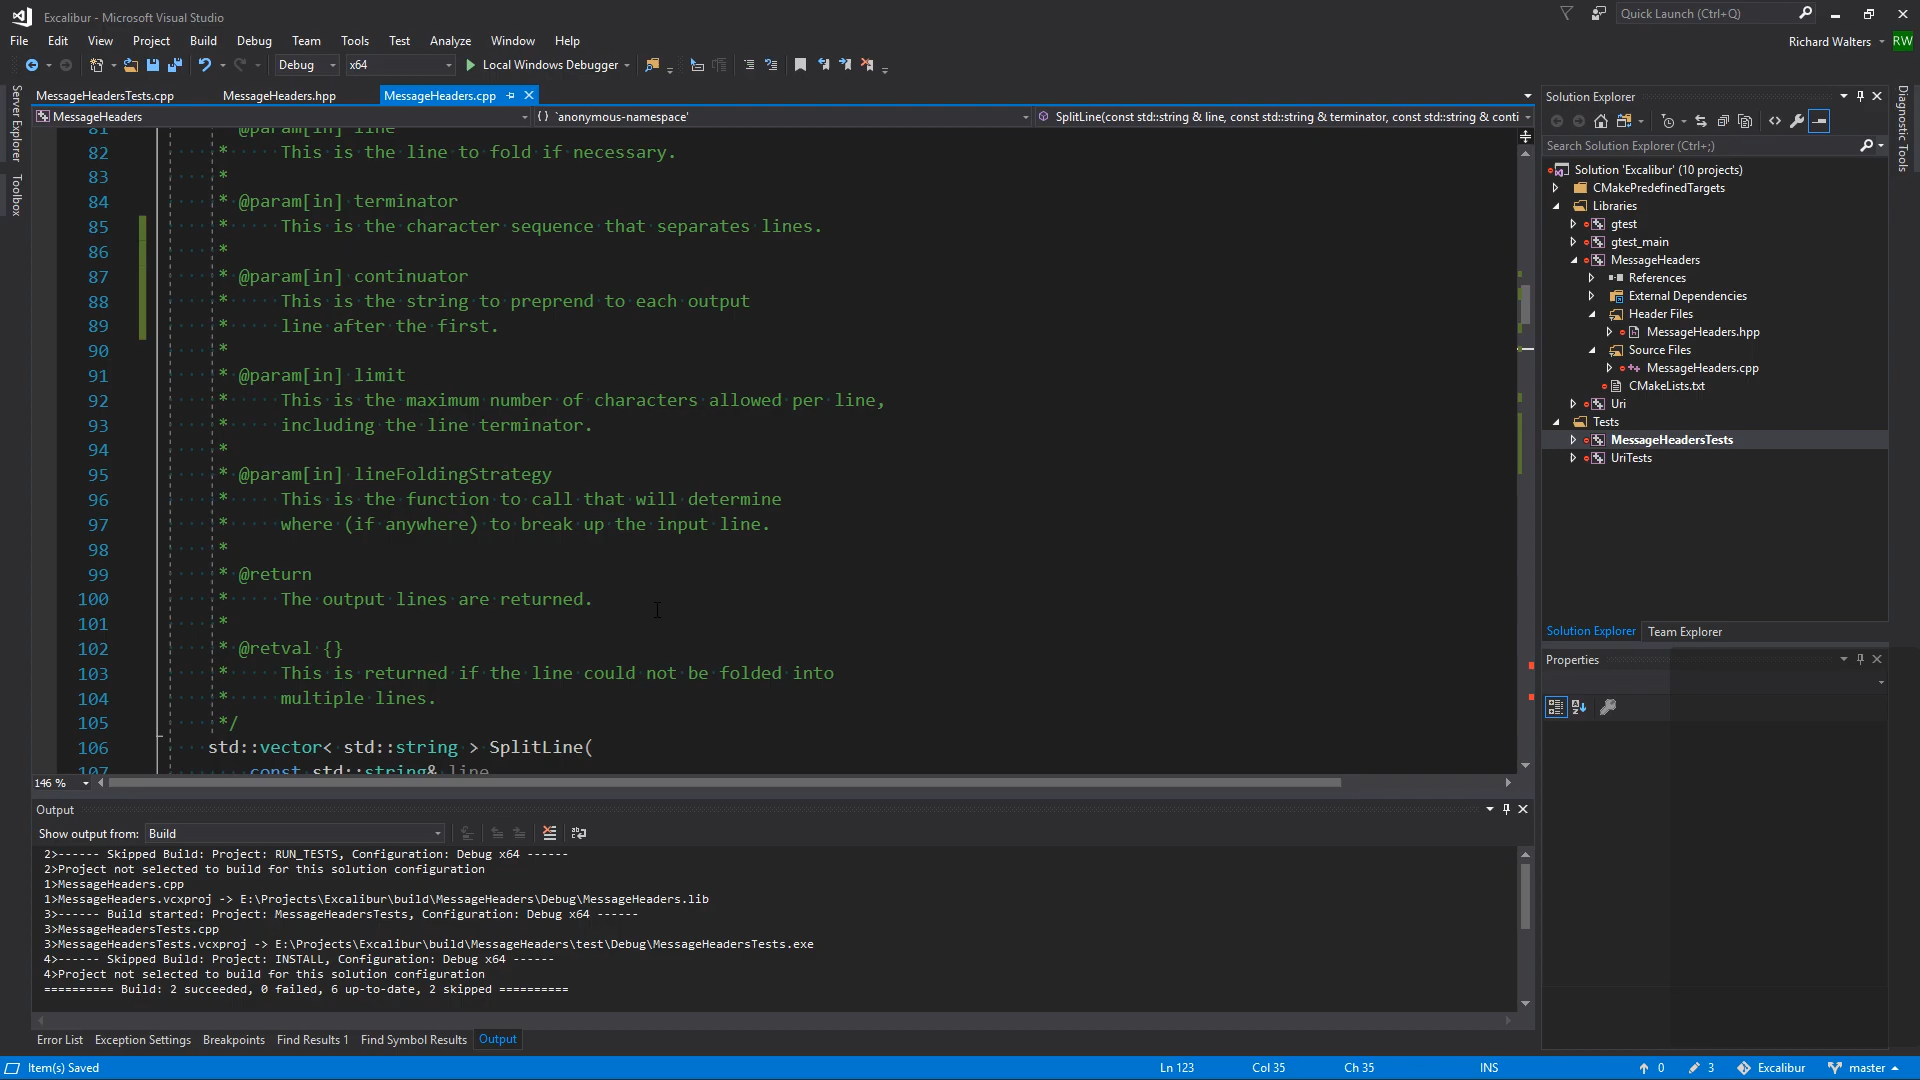 Excalibur - Microsoft Visual Studio
Quick Launch (Ctrl+Q)
File Edit View Project Build Debug Team Tools Test Analyze Window Help
Richard Walters RW
Debug x64 Local Windows Debugger
MessageHeadersTests.cpp MessageHeaders.hpp MessageHeaders.cpp
MessageHeaders {} `anonymous-namespace' SplitLine(const std::string & line, const std::string & terminator, const std::string & conti
Server Explorer
Toolbox
81 * @param[in] line
82 * This is the line to fold if necessary.
83 *
84 * @param[in] terminator
85 * This is the character sequence that separates lines.
86 *
87 * @param[in] continuator
88 * This is the string to preprend to each output
89 * line after the first.
90 *
91 * @param[in] limit
92 * This is the maximum number of characters allowed per line,
93 * including the line terminator.
94 *
95 * @param[in] lineFoldingStrategy
96 * This is the function to call that will determine
97 * where (if anywhere) to break up the input line.
98 *
99 * @return
100 * The output lines are returned.
101 *
102 * @retval {}
103 * This is returned if the line could not be folded into
104 * multiple lines.
105 */
106 std::vector< std::string > SplitLine(
107 const std::string& line
146 %
Output
Show output from: Build
2>------ Skipped Build: Project: RUN_TESTS, Configuration: Debug x64 ------
2>Project not selected to build for this solution configuration
1>MessageHeaders.cpp
1>MessageHeaders.vcxproj -> E:\Projects\Excalibur\build\MessageHeaders\Debug\MessageHeaders.lib
3>------ Build started: Project: MessageHeadersTests, Configuration: Debug x64 ------
3>MessageHeadersTests.cpp
3>MessageHeadersTests.vcxproj -> E:\Projects\Excalibur\build\MessageHeaders\test\Debug\MessageHeadersTests.exe
4>------ Skipped Build: Project: INSTALL, Configuration: Debug x64 ------
4>Project not selected to build for this solution configuration
========== Build: 2 succeeded, 0 failed, 6 up-to-date, 2 skipped ==========
Error List Exception Settings Breakpoints Find Results 1 Find Symbol Results Output
Solution Explorer
Search Solution Explorer (Ctrl+;)
Solution 'Excalibur' (10 projects)
CMakePredefinedTargets
Libraries
gtest
gtest_main
MessageHeaders
References
External Dependencies
Header Files
MessageHeaders.hpp
Source Files
MessageHeaders.cpp
CMakeLists.txt
Uri
Tests
MessageHeadersTests
UriTests
Solution Explorer Team Explorer
Properties
Diagnostic Tools
Item(s) Saved Ln 123 Col 35 Ch 35 INS 0 3 Excalibur master